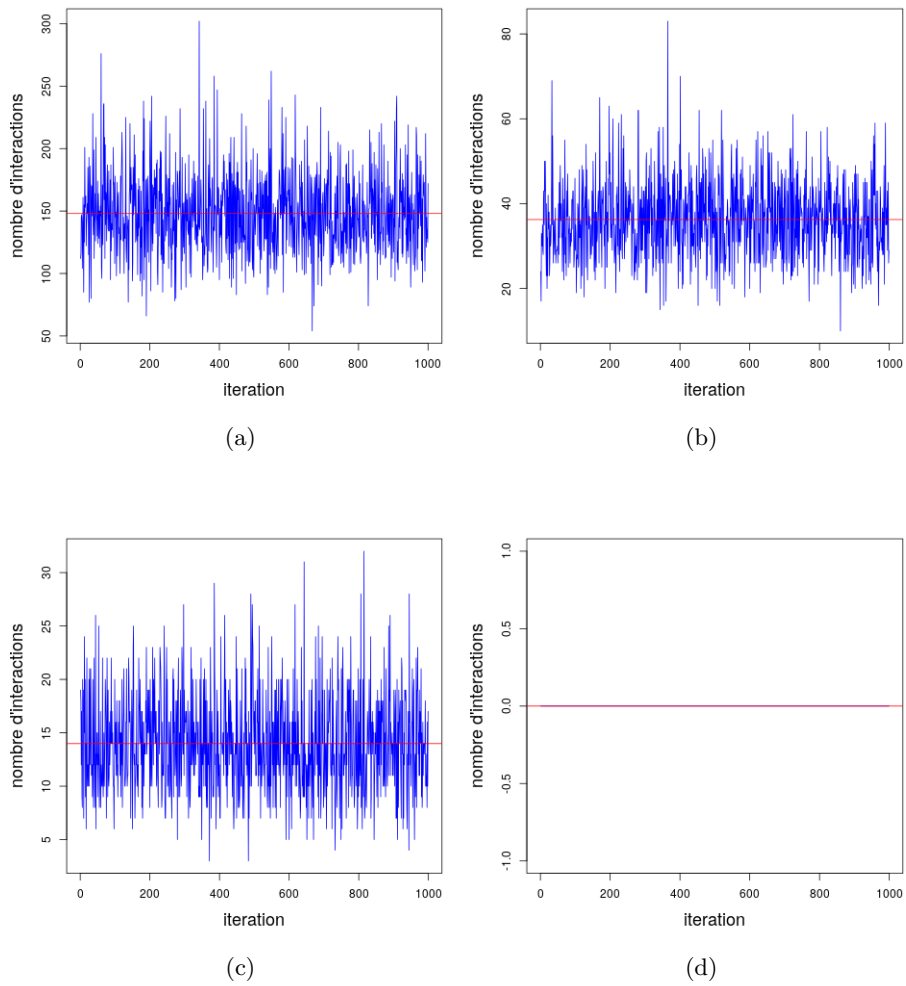 nombre d'interactions
300
250
200
150
100
50
0 200 400 600 800 1000
iteration
(a)
nombre d'interactions
80
60
40
20
0 200 400 600 800 1000
iteration
(b)
nombre d'interactions
30
25
20
15
10
5
0 200 400 600 800 1000
iteration
(c)
nombre d'interactions
1.0
0.5
0.0
-0.5
-1.0
0 200 400 600 800 1000
iteration
(d)